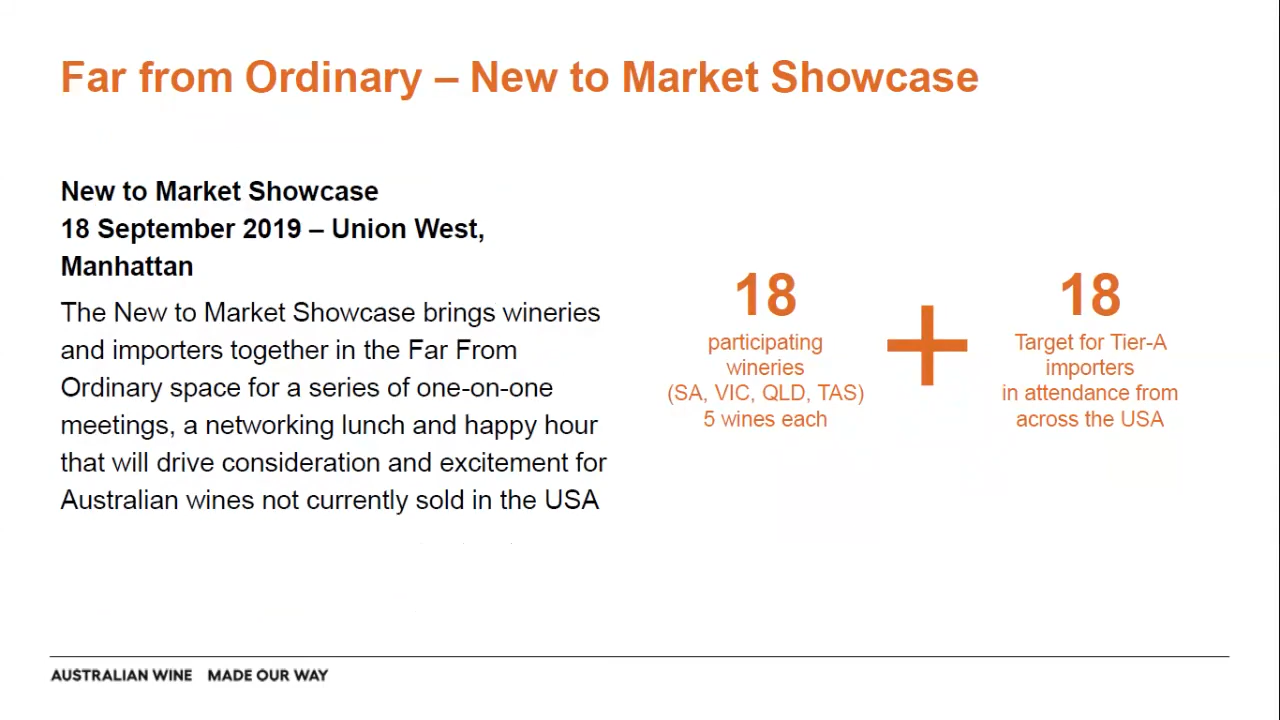 Far from Ordinary – New to Market Showcase
New to Market Showcase
18 September 2019 – Union West,
Manhattan
The New to Market Showcase brings wineries
and importers together in the Far From
Ordinary space for a series of one-on-one
meetings, a networking lunch and happy hour
that will drive consideration and excitement for
Australian wines not currently sold in the USA
18
participating
wineries
(SA, VIC, QLD, TAS)
5 wines each
+
18
Target for Tier-A
importers
in attendance from
across the USA
AUSTRALIAN WINE MADE OUR WAY